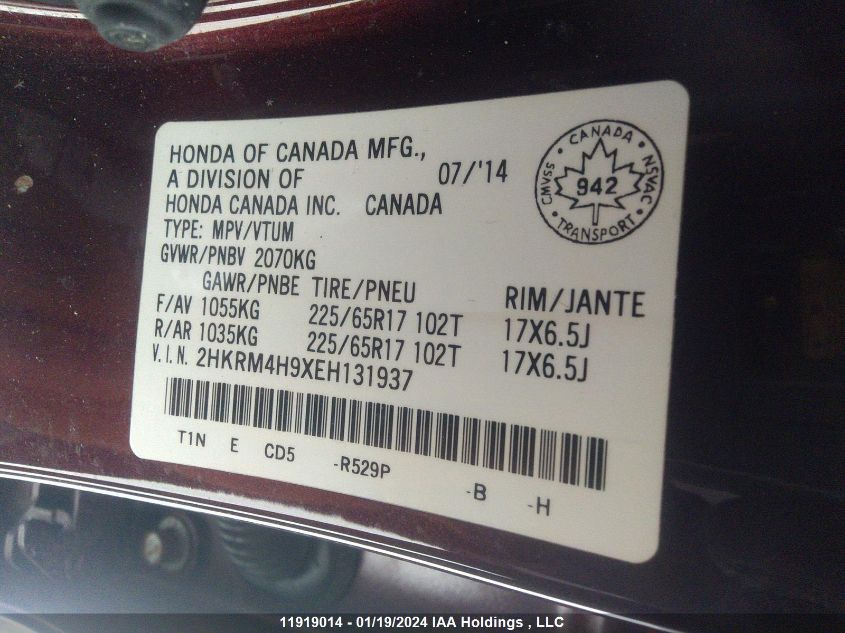 HONDA OF CANADA MFG.,
A DIVISION OF 07/'14
HONDA CANADA INC. CANADA
TYPE: MPV/VTUM
GVWR/PNBV 2070KG
GAWR/PNBE TIRE/PNEU RIM/JANTE
F/AV 1055KG 225/65R17 102T 17X6.5J
R/AR 1035KG 225/65R17 102T 17X6.5J
V.I.N. 2HKRM4H9XEH131937
T1N E CD5 -R529P -B -H
CANADA
CMVSS 942 NSVAC
TRANSPORT
11919014 - 01/19/2024 IAA Holdings , LLC